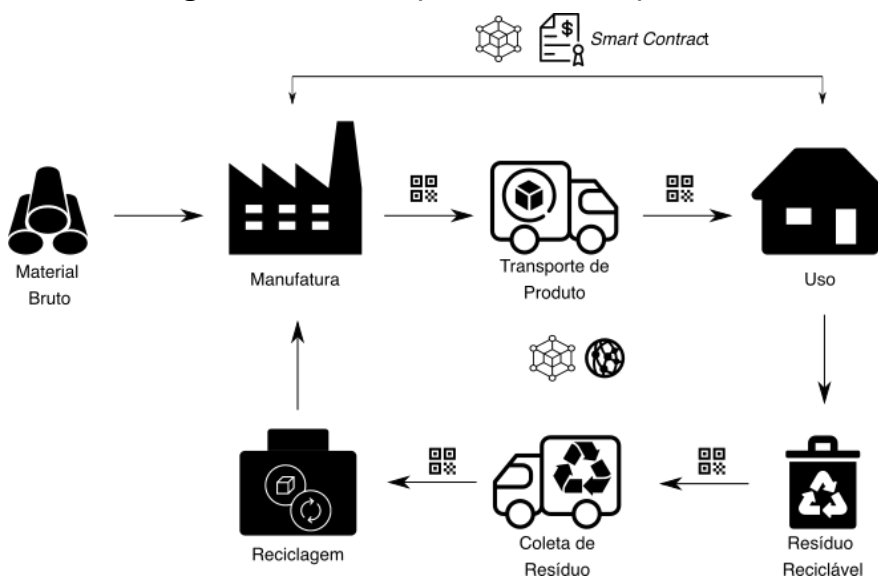 Smart Contract
$
Material
Bruto
Manufatura
Transporte de
Produto
Uso
Reciclagem
Coleta de
Resíduo
Resíduo
Reciclável